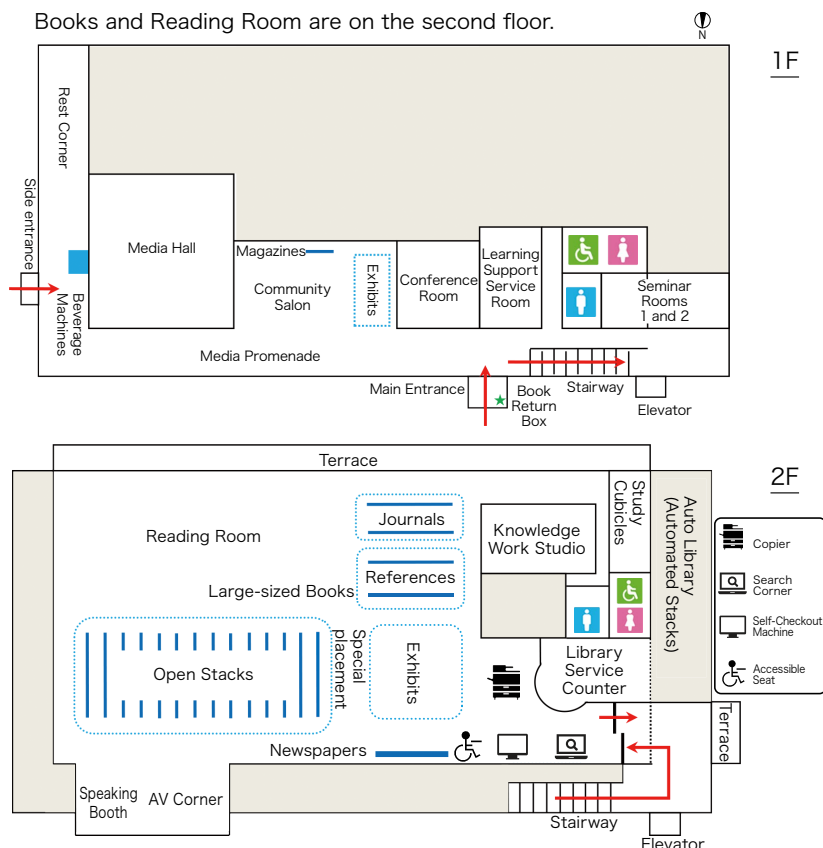 Books and Reading Room are on the second floor.
N
1F
Rest Corner
Side entrance
Media Hall
Magazines
Community
Salon
Exhibits
Conference
Room
Learning
Support
Service
Room
Seminar
Rooms
1 and 2
Beverage
Machines
Media Promenade
Main Entrance
Book
Return
Box
Stairway
Elevator
2F
Terrace
Reading Room
Journals
References
Large-sized Books
Knowledge
Work Studio
Study
Cubicles
Auto Library
(Automated Stacks)
Copier
Search
Corner
Self-Checkout
Machine
Accessible
Seat
Open Stacks
Special
placement
Exhibits
Library
Service
Counter
Terrace
Newspapers
Speaking
Booth
AV Corner
Stairway
Elevator